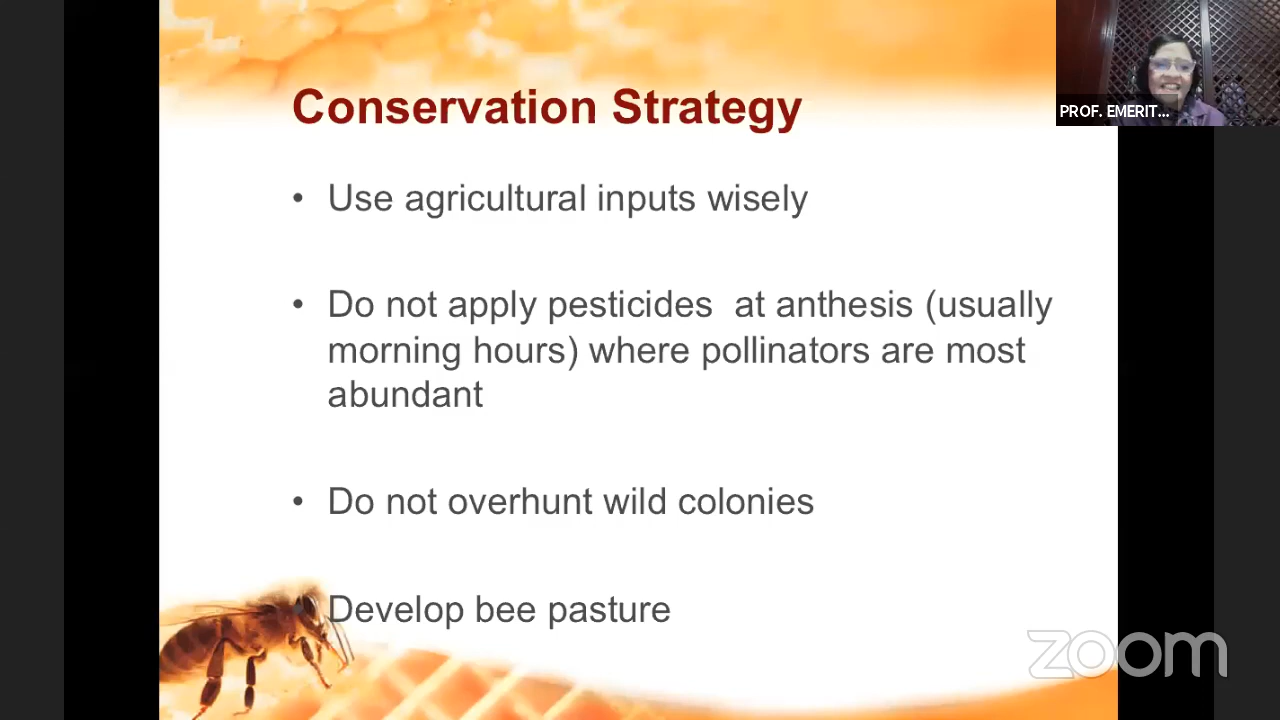 Conservation Strategy
PROF. EMERIT...
• Use agricultural inputs wisely
• Do not apply pesticides at anthesis (usually
morning hours) where pollinators are most
abundant
• Do not overhunt wild colonies
• Develop bee pasture
zoom